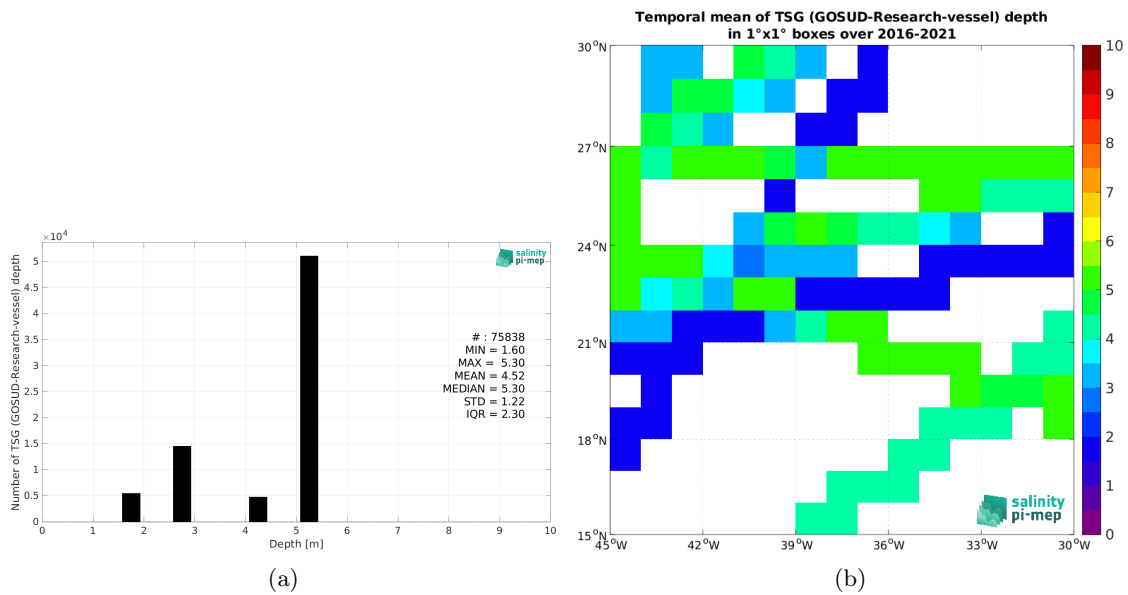 ×10⁴
5
4.5
4
3.5
3
2.5
2
1.5
1
0.5
0
0 1 2 3 4 5 6 7 8 9 10
Depth [m]
Number of TSG (GOSUD-Research-vessel) depth
salinity
pi-mep
# : 75838
MIN = 1.60
MAX = 5.30
MEAN = 4.52
MEDIAN = 5.30
STD = 1.22
IQR = 2.30
(a)
Temporal mean of TSG (GOSUD-Research-vessel) depth
in 1°x1° boxes over 2016-2021
30°N
27°N
24°N
21°N
18°N
15°N
45°W 42°W 39°W 36°W 33°W 30°W
salinity
pi-mep
10
9
8
7
6
5
4
3
2
1
0
(b)